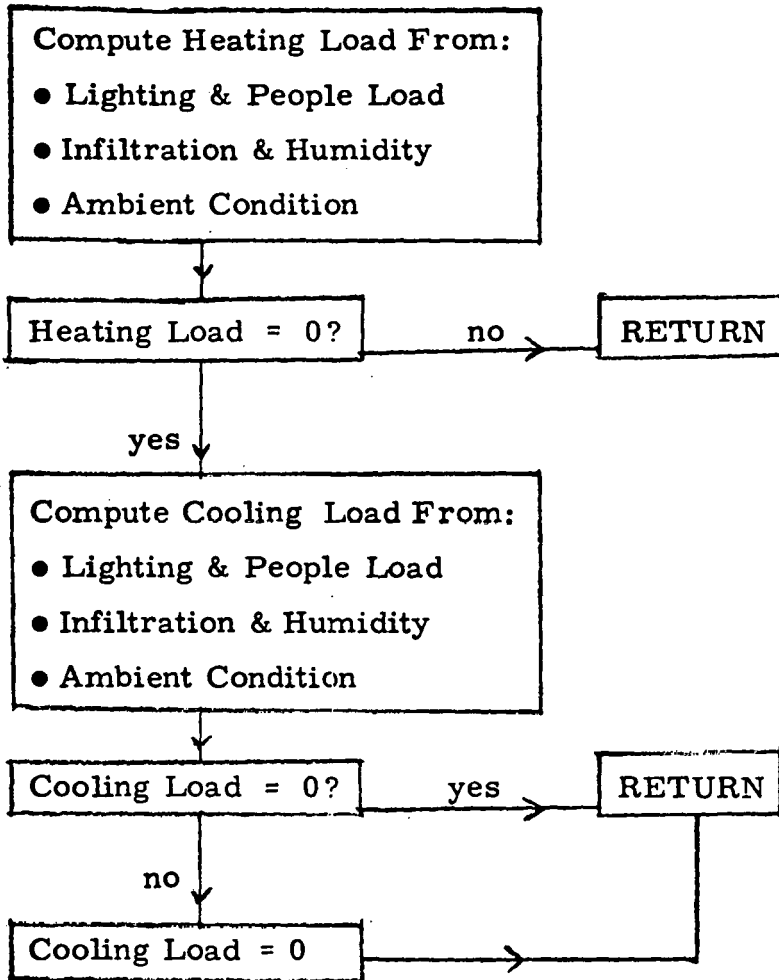 Compute Heating Load From:
• Lighting & People Load
• Infiltration & Humidity
• Ambient Condition
Heating Load = 0?
no
RETURN
yes
Compute Cooling Load From:
• Lighting & People Load
• Infiltration & Humidity
• Ambient Condition
Cooling Load = 0?
yes
RETURN
no
Cooling Load = 0